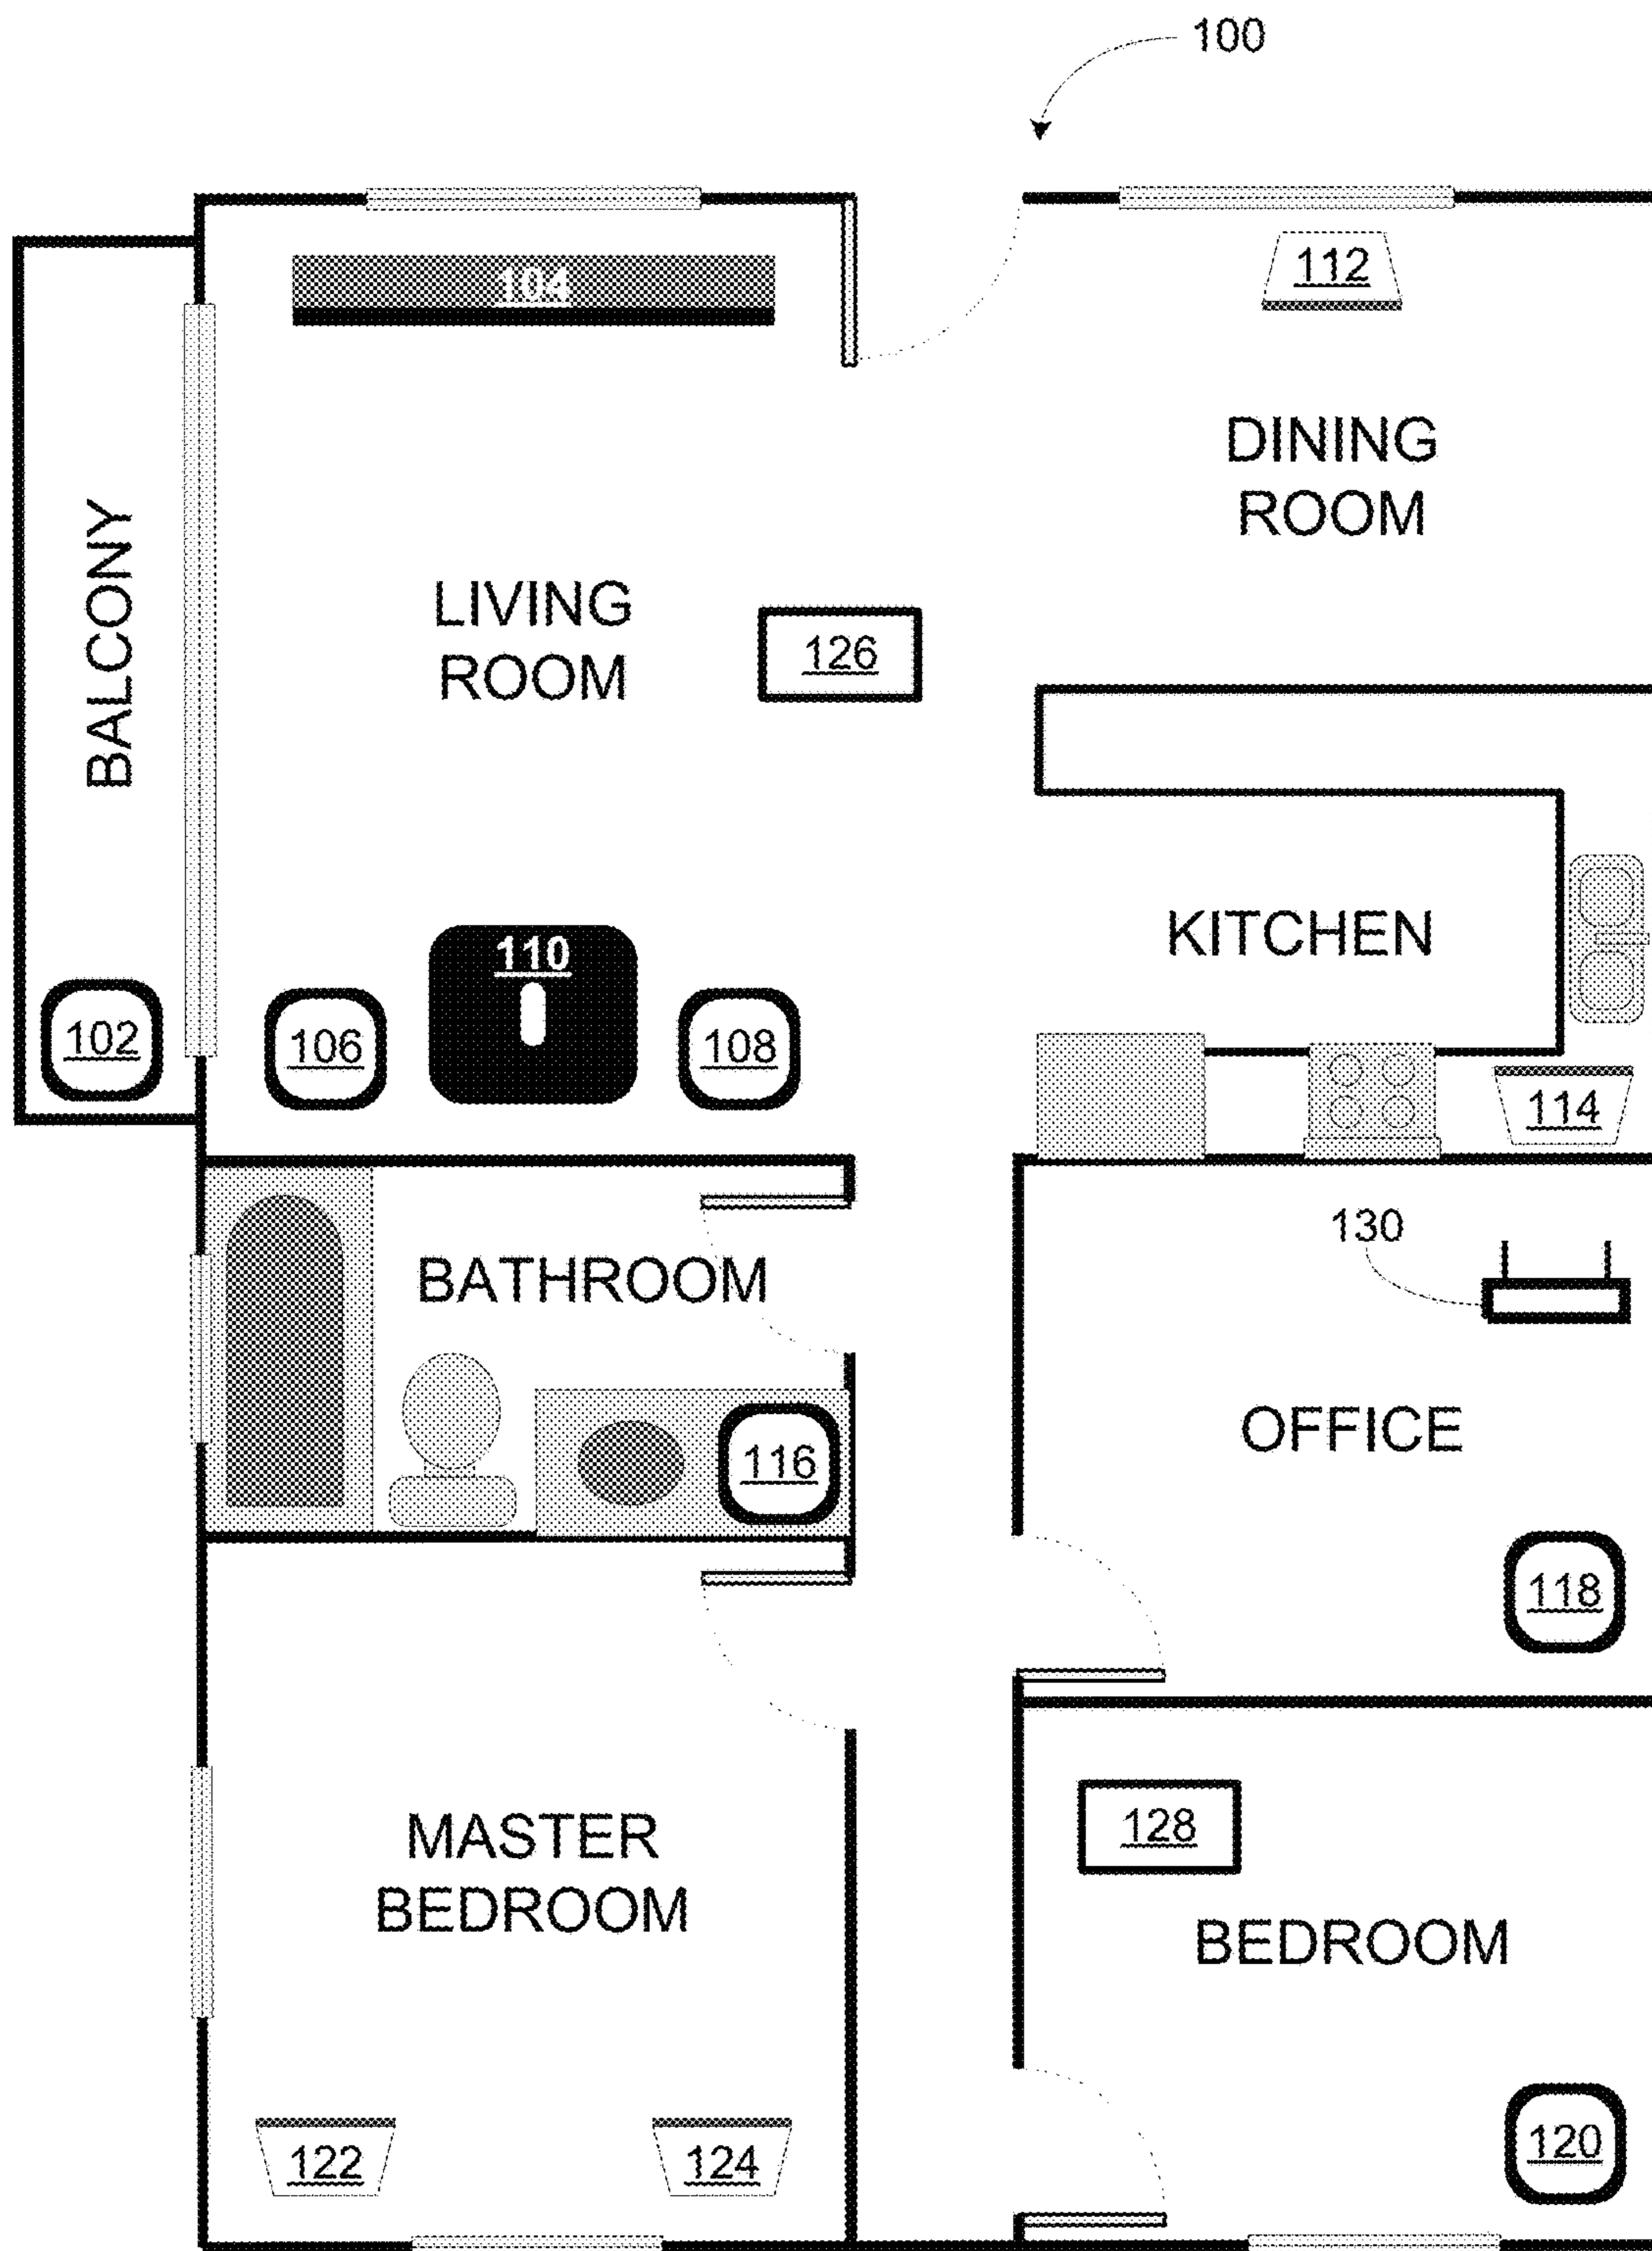 100
104
112
DINING
ROOM
BALCONY
LIVING
ROOM
126
110
KITCHEN
102
106
108
114
130
BATHROOM
OFFICE
116
118
MASTER
BEDROOM
128
BEDROOM
122
124
120